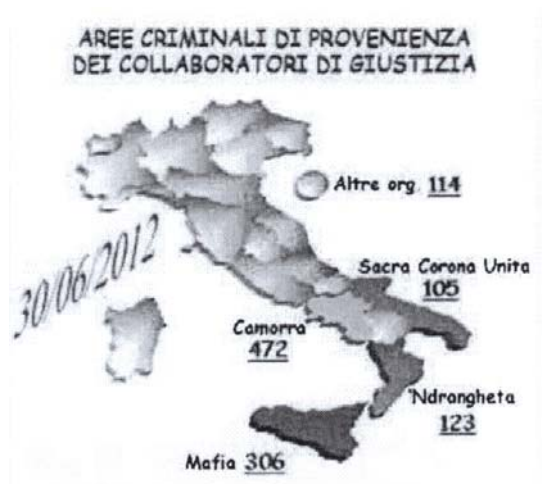 AREE CRIMINALI DI PROVENIENZA
DEI COLLABORATORI DI GIUSTIZIA
Altre org. 114
30/06/2012
Sacra Corona Unita
105
Camorra
472
'Ndrangheta
123
Mafia 306